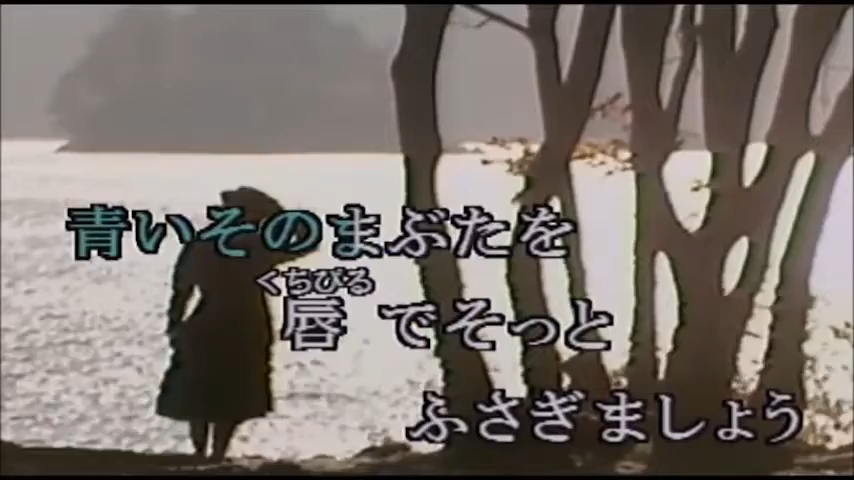 青いそのまぶたを
くちびる
唇でそっと
ふさぎましょう